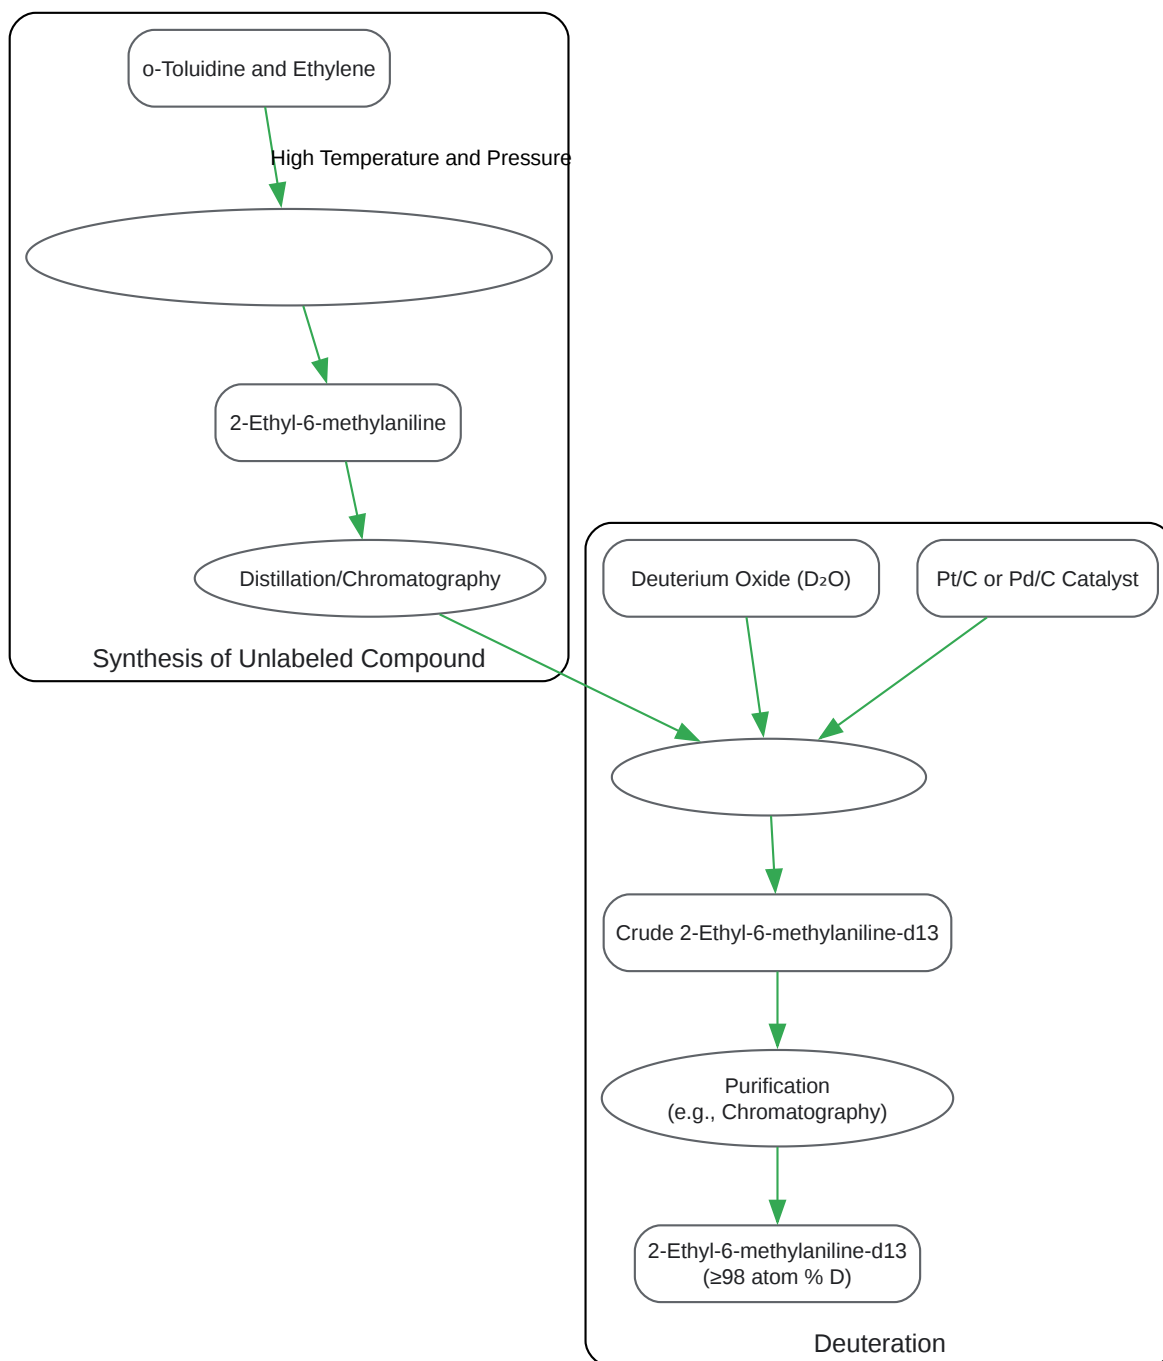 o-Toluidine and Ethylene
High Temperature and Pressure
2-Ethyl-6-methylaniline
Distillation/Chromatography
Synthesis of Unlabeled Compound
Deuterium Oxide (D₂O)
Pt/C or Pd/C Catalyst
Crude 2-Ethyl-6-methylaniline-d13
Purification
(e.g., Chromatography)
2-Ethyl-6-methylaniline-d13
(≥98 atom % D)
Deuteration